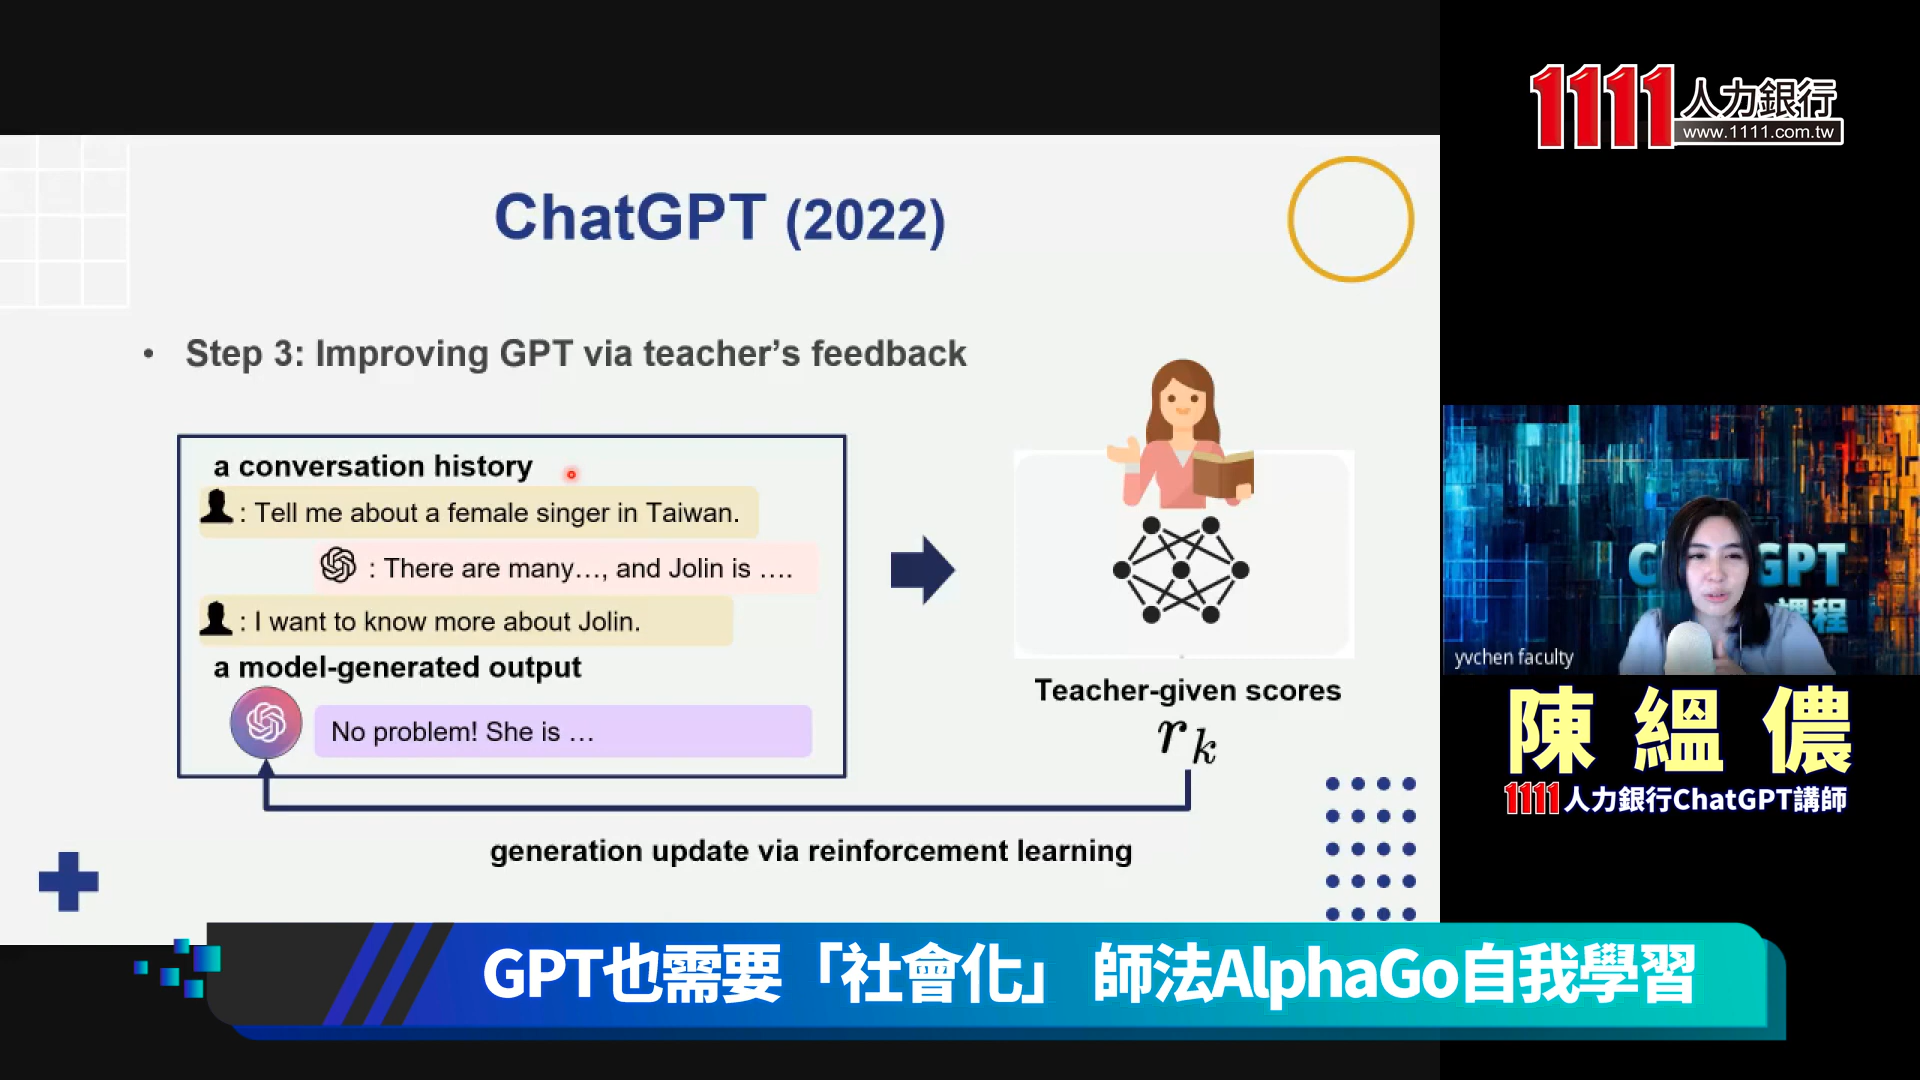 ChatGPT (2022)
• Step 3: Improving GPT via teacher's feedback
a conversation history
: Tell me about a female singer in Taiwan.
: There are many…, and Jolin is ….
: I want to know more about Jolin.
a model-generated output
No problem! She is …
Teacher-given scores
r_k
generation update via reinforcement learning
1111人力銀行
www.1111.com.tw
ChatGPT
課程
yvchen faculty
陳縕儂
1111人力銀行ChatGPT講師
GPT也需要「社會化」 師法AlphaGo自我學習